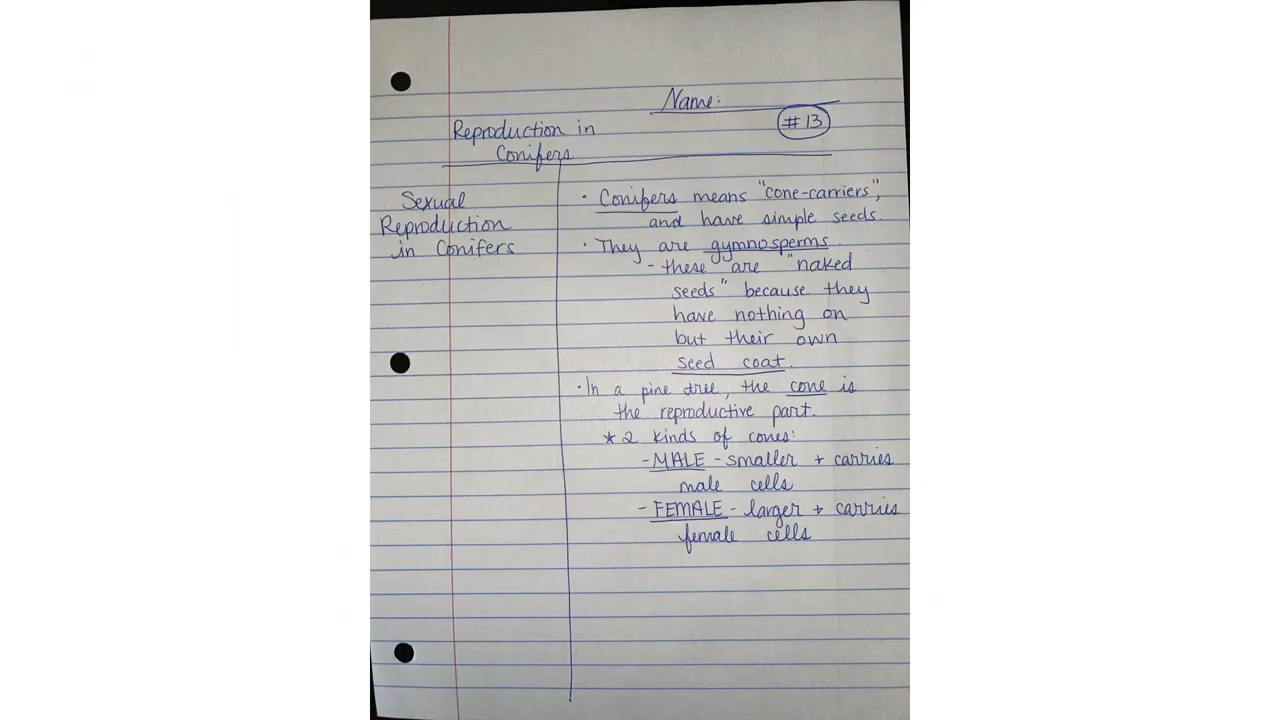 Name:
#13
Reproduction in
Conifers
Sexual
Reproduction
in Conifers
· Conifers means "cone-carriers",
and have simple seeds.
· They are gymnosperms.
- these are "naked
seeds" because they
have nothing on
but their own
seed coat.
· In a pine tree, the cone is
the reproductive part.
* 2 kinds of cones:
- MALE - smaller + carries
male cells
- FEMALE - larger + carries
female cells